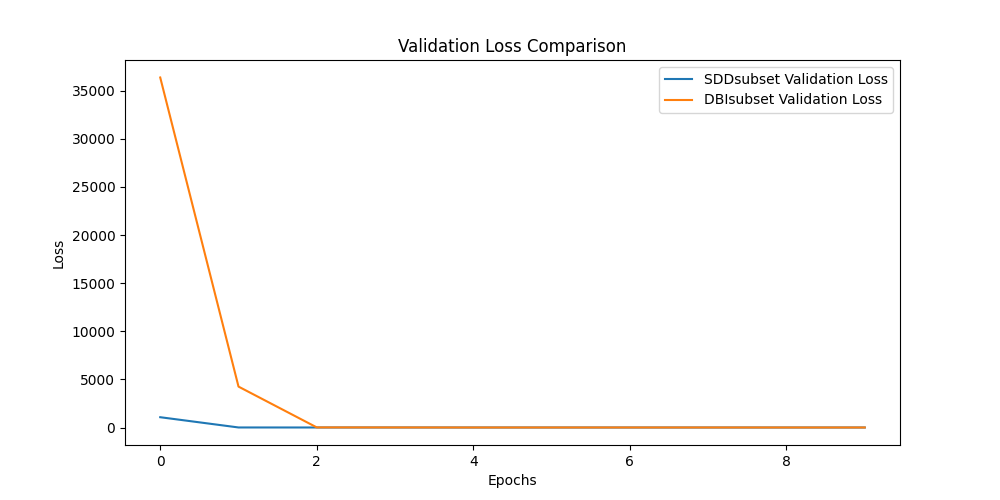 Validation Loss Comparison
SDDsubset Validation Loss
DBIsubset Validation Loss
35000
30000
25000
20000
15000
10000
5000
0
Loss
0 2 4 6 8
Epochs